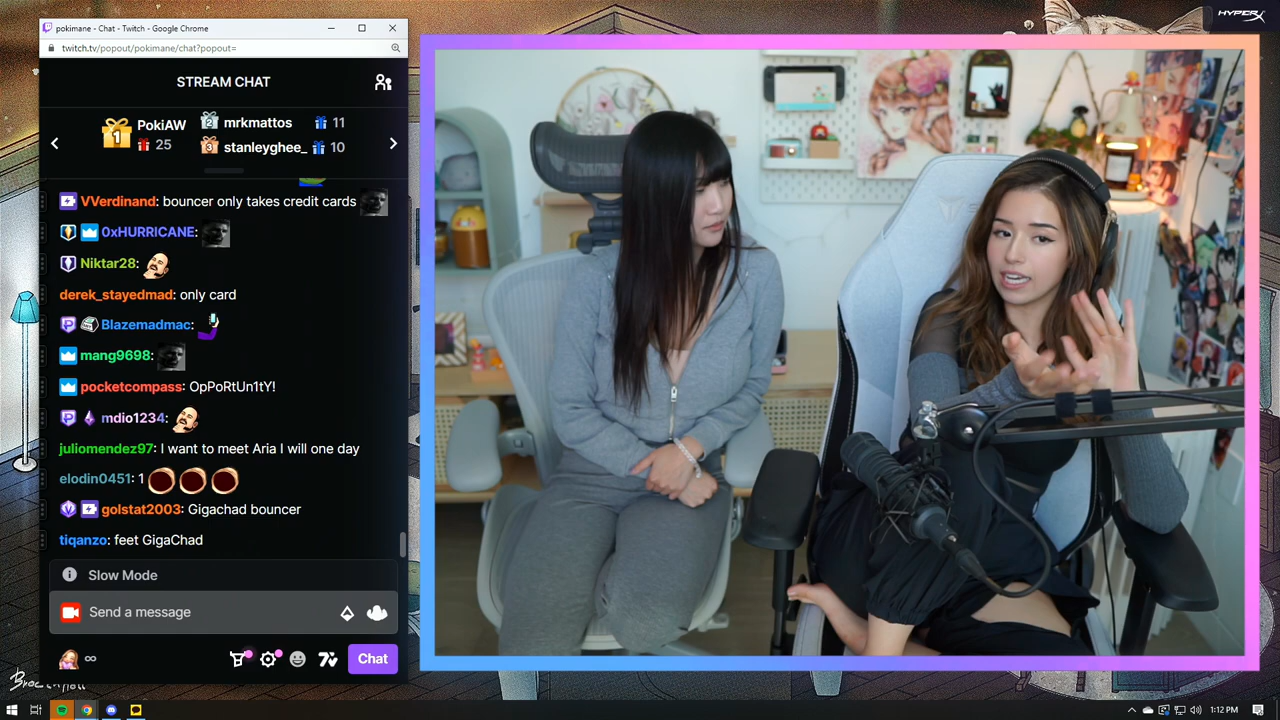 HYPERX
pokimane - Chat - Twitch - Google Chrome
twitch.tv/popout/pokimane/chat?popout=
STREAM CHAT
1 PokiAW 25
2 mrkmattos 11
3 stanleyghee_ 10
VVerdinand: bouncer only takes credit cards
0xHURRICANE:
Niktar28:
derek_stayedmad: only card
Blazemadmac:
mang9698:
pocketcompass: OpPoRtUn1tY!
mdio1234:
juliomendez97: I want to meet Aria I will one day
elodin0451: 1
golstat2003: Gigachad bouncer
tiqanzo: feet GigaChad
Slow Mode
Send a message
∞
Chat
1:12 PM